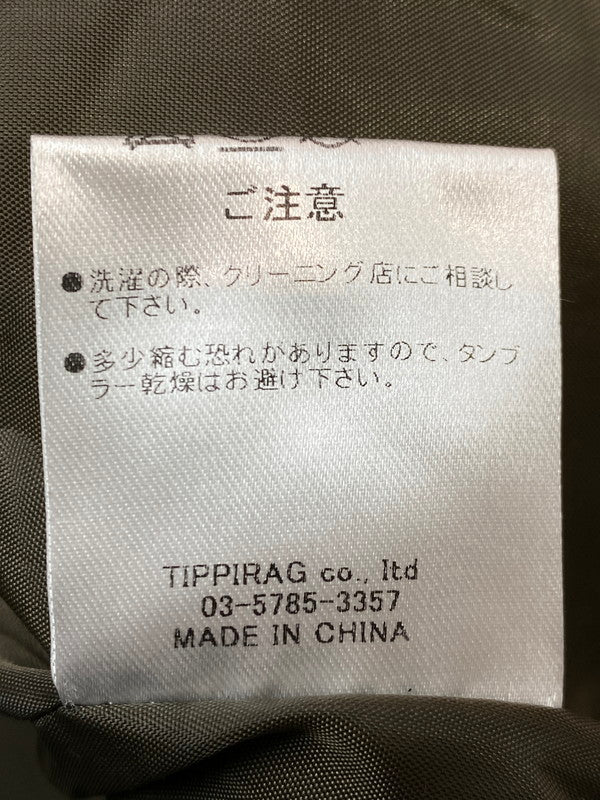 ご注意
●洗濯の際、クリーニング店にご相談し
て下さい。
●多少縮む恐れがありますので、タンブ
ラー乾燥はお避け下さい。
TIPPIRAG co., ltd
03-5785-3357
MADE IN CHINA